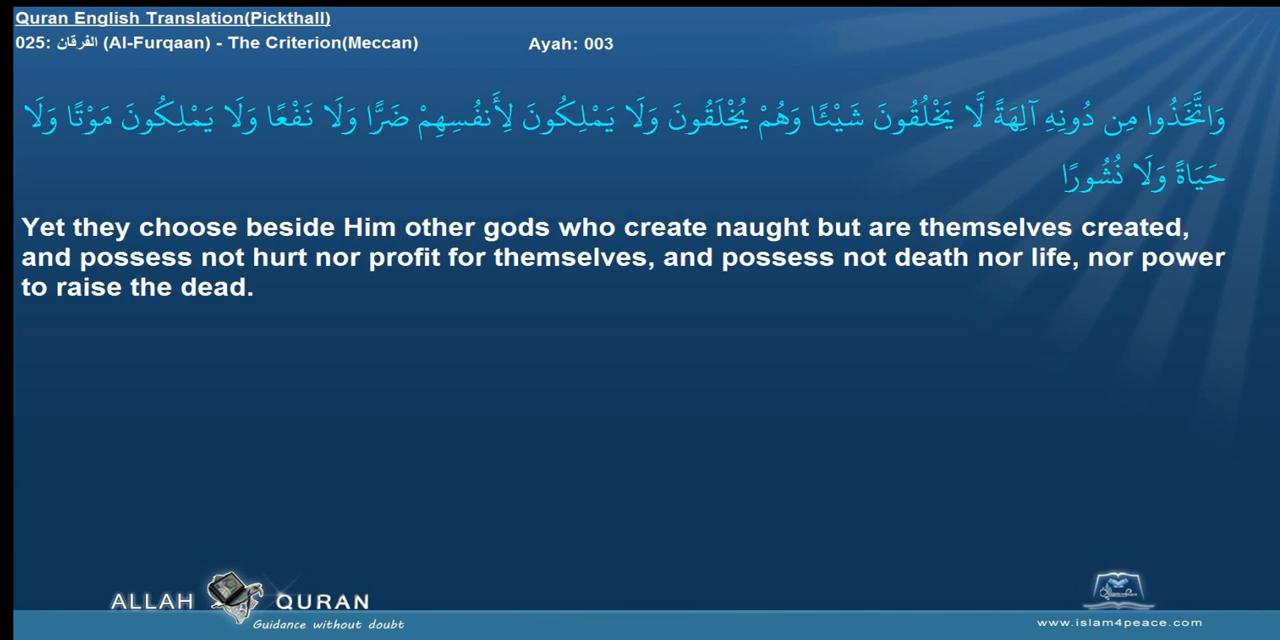 Quran English Translation(Pickthall)
025: الفرقان (Al-Furqaan) - The Criterion(Meccan) Ayah: 003
وَاتَّخَذُوا مِن دُونِهِ آلِهَةً لَّا يَخْلُقُونَ شَيْئًا وَهُمْ يُخْلَقُونَ وَلَا يَمْلِكُونَ لِأَنفُسِهِمْ ضَرًّا وَلَا نَفْعًا وَلَا يَمْلِكُونَ مَوْتًا وَلَا
حَيَاةً وَلَا نُشُورًا
Yet they choose beside Him other gods who create naught but are themselves created,
and possess not hurt nor profit for themselves, and possess not death nor life, nor power
to raise the dead.
ALLAH QURAN
Guidance without doubt
www.islam4peace.com